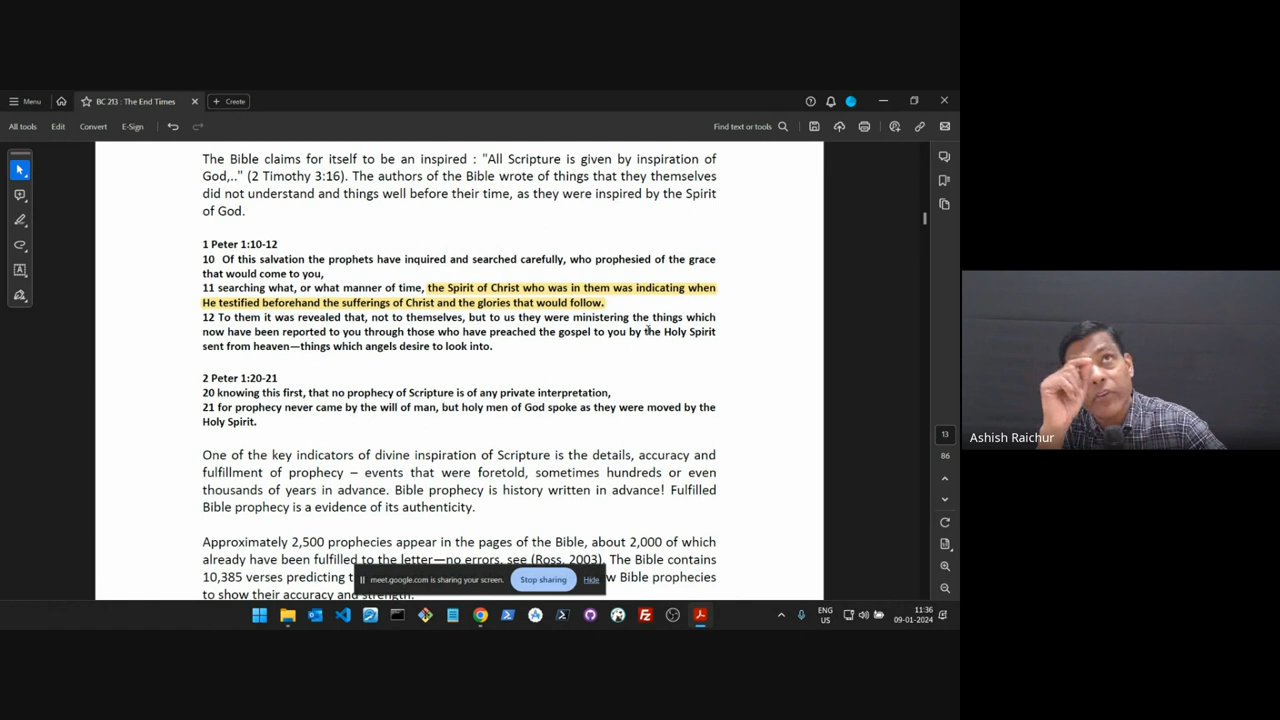 Menu
BC 213 : The End Times
Create
All tools
Edit
Convert
E-Sign
Find text or tools
The Bible claims for itself to be an inspired : "All Scripture is given by inspiration of
God,.." (2 Timothy 3:16). The authors of the Bible wrote of things that they themselves
did not understand and things well before their time, as they were inspired by the Spirit
of God.
1 Peter 1:10-12
10 Of this salvation the prophets have inquired and searched carefully, who prophesied of the grace
that would come to you,
11 searching what, or what manner of time, the Spirit of Christ who was in them was indicating when
He testified beforehand the sufferings of Christ and the glories that would follow.
12 To them it was revealed that, not to themselves, but to us they were ministering the things which
now have been reported to you through those who have preached the gospel to you by the Holy Spirit
sent from heaven—things which angels desire to look into.
2 Peter 1:20-21
20 knowing this first, that no prophecy of Scripture is of any private interpretation,
21 for prophecy never came by the will of man, but holy men of God spoke as they were moved by the
Holy Spirit.
One of the key indicators of divine inspiration of Scripture is the details, accuracy and
fulfillment of prophecy – events that were foretold, sometimes hundreds or even
thousands of years in advance. Bible prophecy is history written in advance! Fulfilled
Bible prophecy is a evidence of its authenticity.
Approximately 2,500 prophecies appear in the pages of the Bible, about 2,000 of which
already have been fulfilled to the letter—no errors, see (Ross, 2003). The Bible contains
10,385 verses predicting t
w Bible prophecies
to show their accuracy and strength.
meet.google.com is sharing your screen.
Stop sharing
Hide
13
86
ENG
US
11:36
09-01-2024
Ashish Raichur